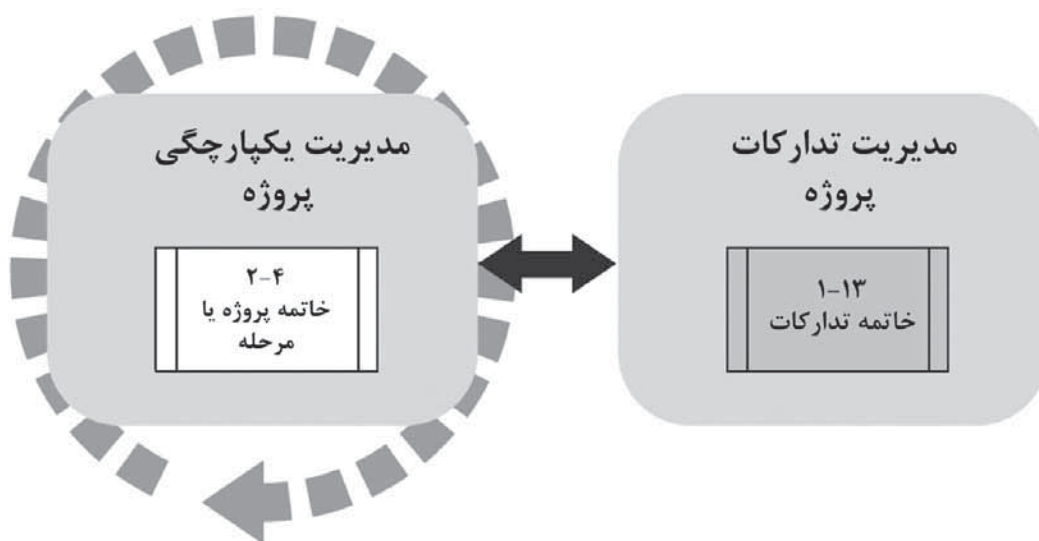 مدیریت تدارکات
پروژه
۱-۱۳
خاتمه تدارکات
مدیریت یکپارچگی
پروژه
۲-۴
خاتمه پروژه یا
مرحله